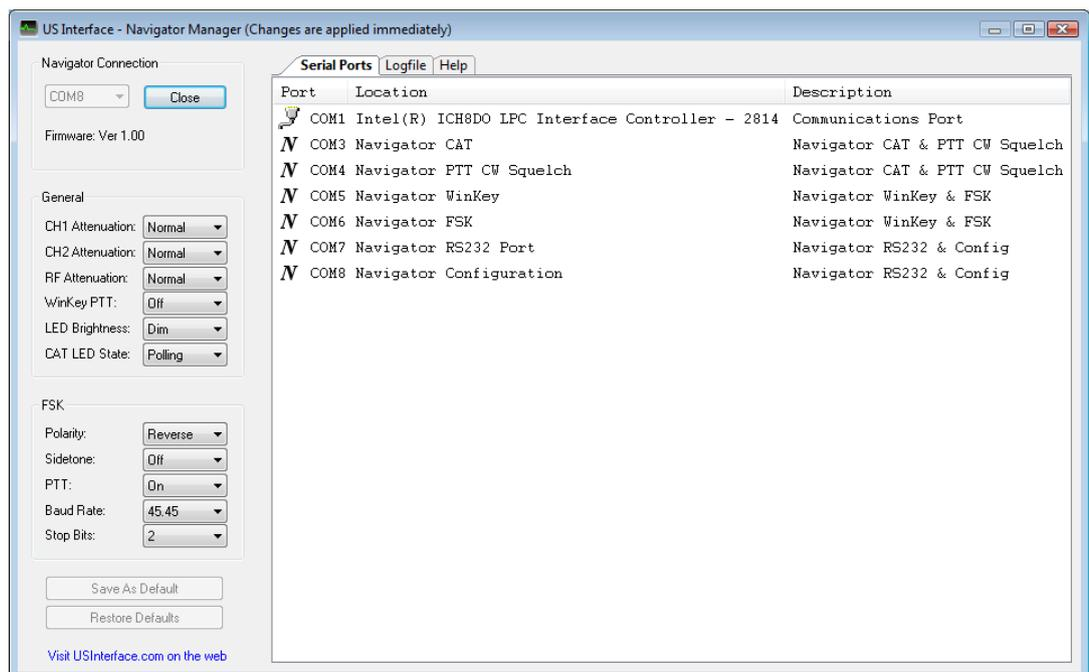 US Interface - Navigator Manager (Changes are applied immediately)
Navigator Connection
COM8
Close
Firmware: Ver 1.00
General
CH1 Attenuation: Normal
CH2 Attenuation: Normal
RF Attenuation: Normal
WinKey PTT: Off
LED Brightness: Dim
CAT LED State: Polling
FSK
Polarity: Reverse
Sidetone: Off
PTT: On
Baud Rate: 45.45
Stop Bits: 2
Save As Default
Restore Defaults
Visit USInterface.com on the web
Serial Ports Logfile Help
Port Location Description
COM1 Intel(R) ICH8DO LPC Interface Controller - 2814 Communications Port
N COM3 Navigator CAT Navigator CAT & PTT CW Squelch
N COM4 Navigator PTT CW Squelch Navigator CAT & PTT CW Squelch
N COM5 Navigator WinKey Navigator WinKey & FSK
N COM6 Navigator FSK Navigator WinKey & FSK
N COM7 Navigator RS232 Port Navigator RS232 & Config
N COM8 Navigator Configuration Navigator RS232 & Config